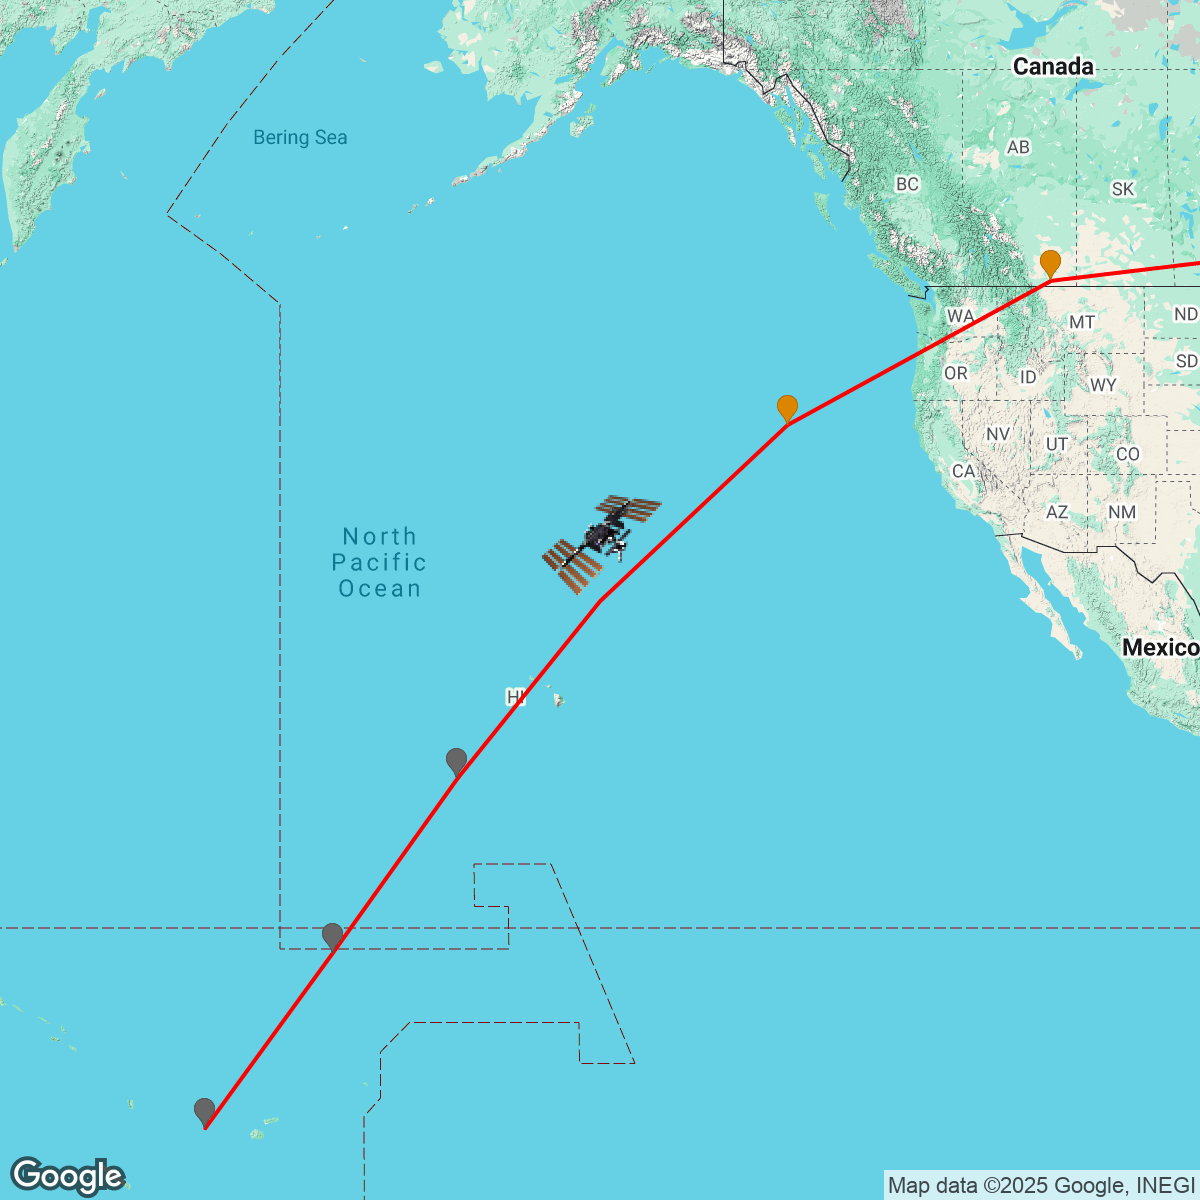 Canada
Bering Sea
AB
BC
SK
WA
MT
ND
OR
ID
SD
WY
NV
UT
CO
CA
AZ
NM
North
Pacific
Ocean
Mexico
HI
Google
Map data ©2025 Google, INEGI